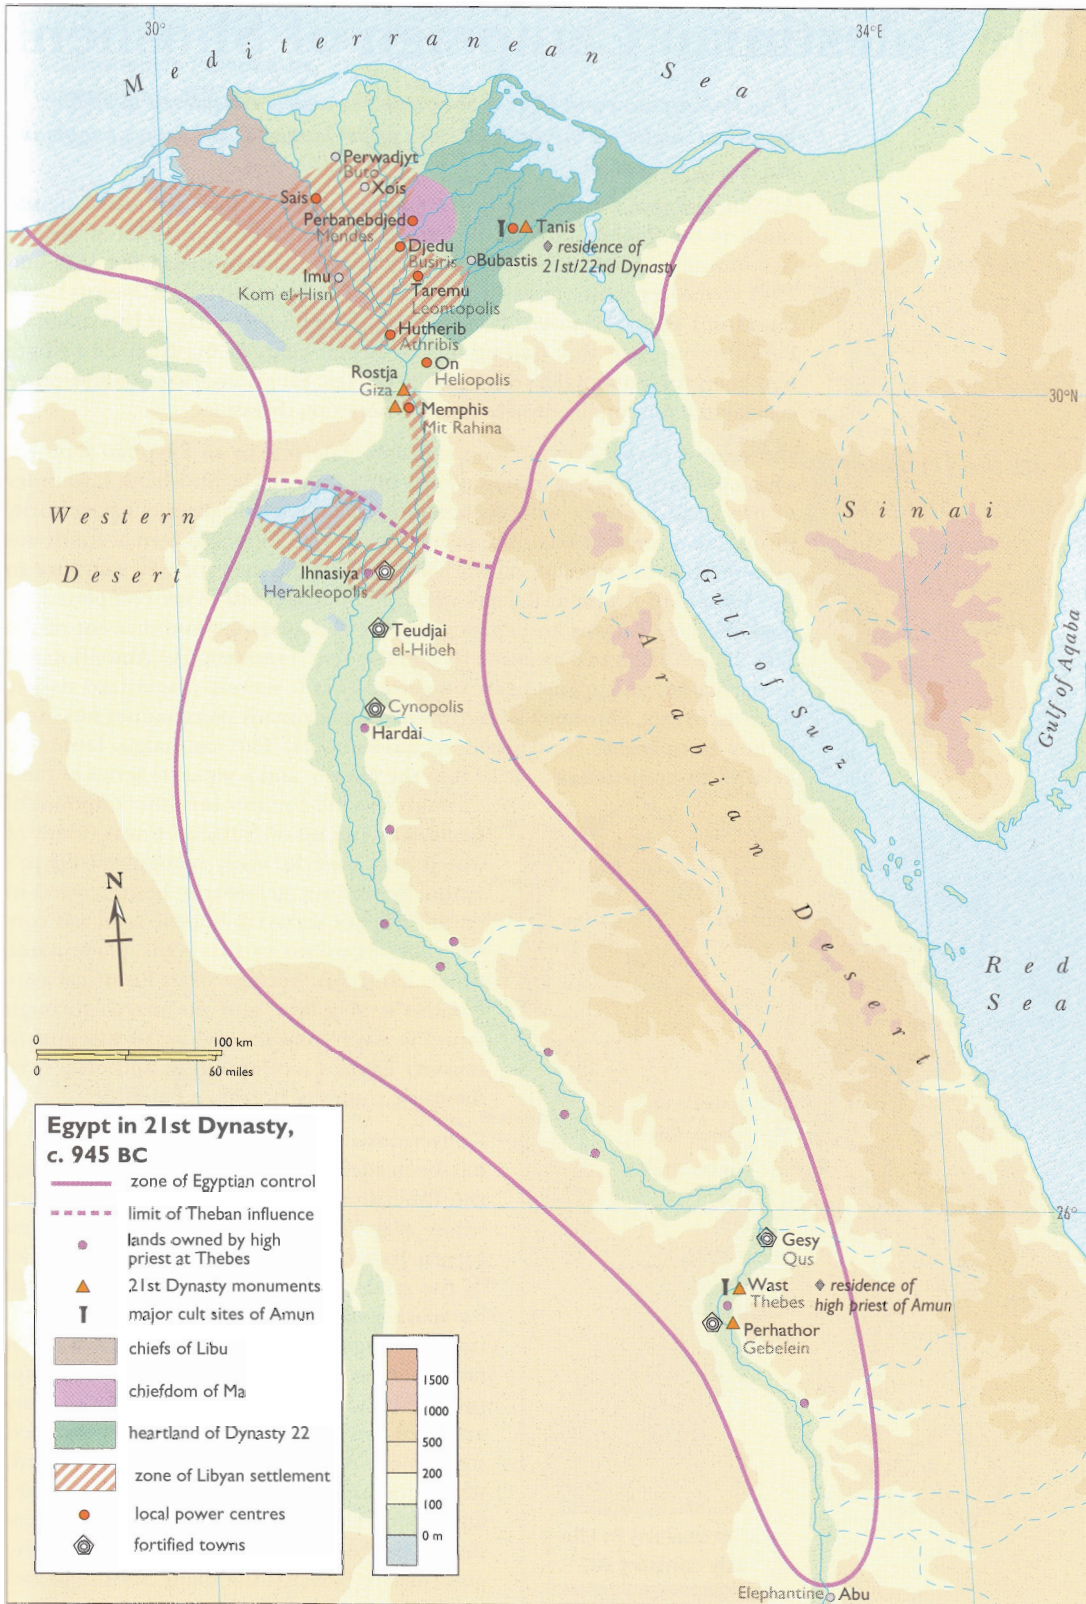 30°
34°E
Mediterranean Sea
Perwadjyt
Buto
Xois
Sais
Perbanebdjed
Mendes
Djedu
Busiris
Tanis
residence of
21st/22nd Dynasty
Bubastis
Imu
Kom el-Hisn
Taremu
Leontopolis
Hutherib
Athribis
On
Heliopolis
Rostja
Giza
30°N
Memphis
Mit Rahina
Western
Desert
Sinai
Ihnasiya
Herakleopolis
Gulf of Suez
Gulf of Aqaba
Teudjai
el-Hibeh
Arabian Desert
Cynopolis
Hardai
N
Red
Sea
0 100 km
0 60 miles
Egypt in 21st Dynasty,
c. 945 BC
zone of Egyptian control
limit of Theban influence
lands owned by high
priest at Thebes
21st Dynasty monuments
major cult sites of Amun
chiefs of Libu
chiefdom of Ma
heartland of Dynasty 22
zone of Libyan settlement
local power centres
fortified towns
1500
1000
500
200
100
0 m
26°
Gesy
Qus
Wast
Thebes
residence of
high priest of Amun
Perhathor
Gebelein
Elephantine
Abu